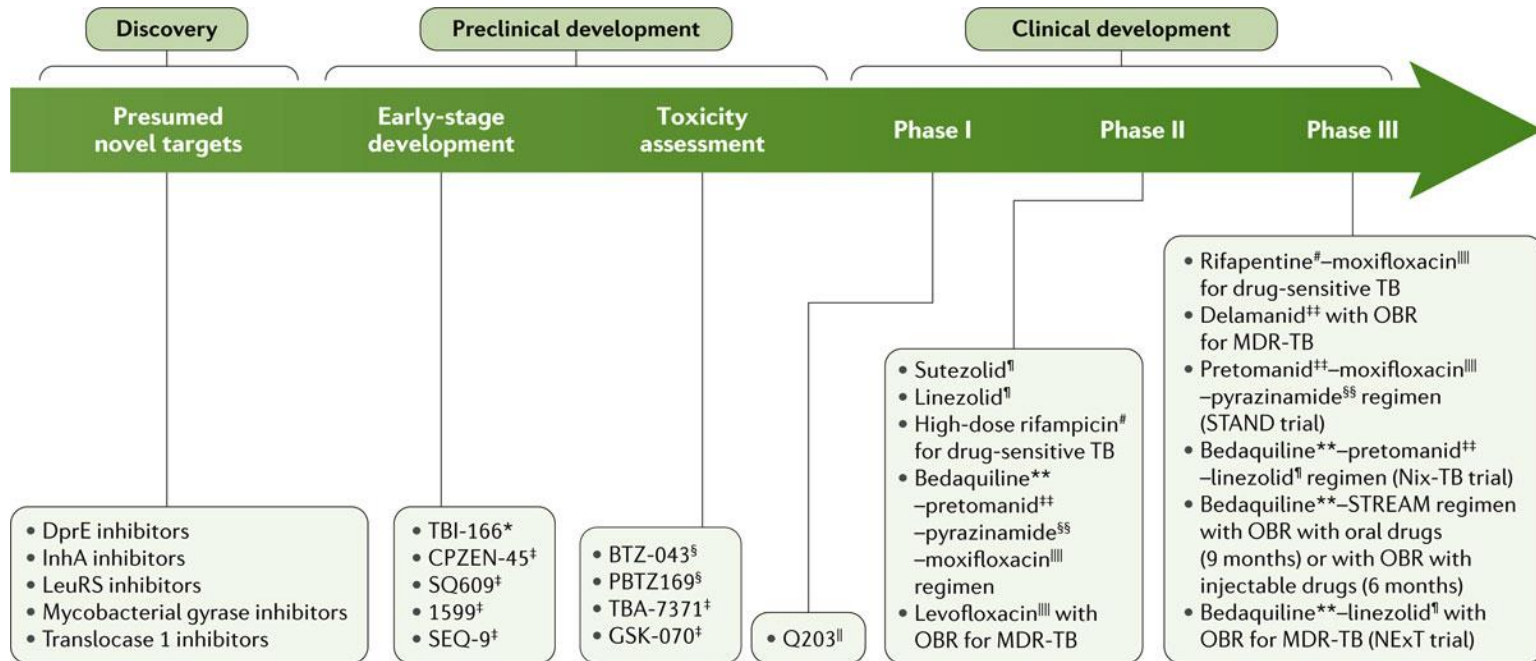 Discovery
Preclinical development
Clinical development
Presumed
novel targets
Early-stage
development
Toxicity
assessment
Phase I
Phase II
Phase III
• DprE inhibitors
• InhA inhibitors
• LeuRS inhibitors
• Mycobacterial gyrase inhibitors
• Translocase 1 inhibitors
• TBI-166*
• CPZEN-45‡
• SQ609‡
• 1599‡
• SEQ-9‡
• BTZ-043§
• PBTZ169§
• TBA-7371‡
• GSK-070‡
• Q203||
• Sutezolid¶
• Linezolid¶
• High-dose rifampicin#
for drug-sensitive TB
• Bedaquiline**
–pretomanid‡‡
–pyrazinamide§§
–moxifloxacin||||
regimen
• Levofloxacin|||| with
OBR for MDR-TB
• Rifapentine#–moxifloxacin||||
for drug-sensitive TB
• Delamanid‡‡ with OBR
for MDR-TB
• Pretomanid‡‡–moxifloxacin||||
–pyrazinamide§§ regimen
(STAND trial)
• Bedaquiline**–pretomanid‡‡
–linezolid¶ regimen (Nix-TB trial)
• Bedaquiline**–STREAM regimen
with OBR with oral drugs
(9 months) or with OBR with
injectable drugs (6 months)
• Bedaquiline**–linezolid¶ with
OBR for MDR-TB (NExT trial)